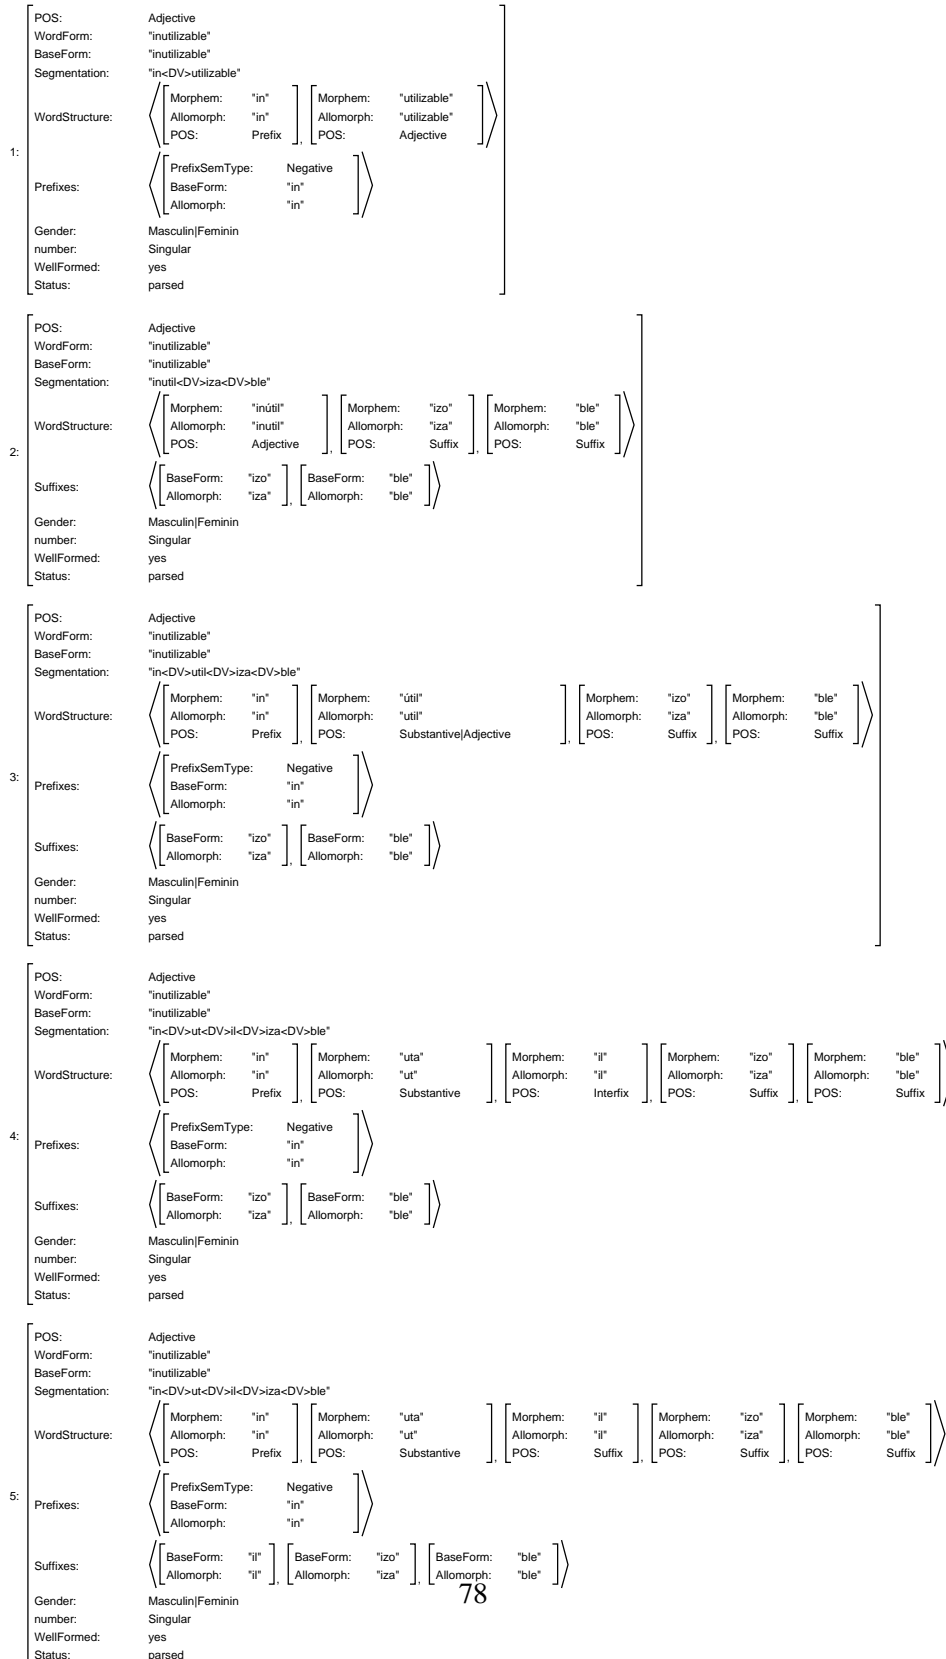 POS: Adjective
WordForm: "inutilizable"
BaseForm: "inutilizable"
Segmentation: "in<DV>utilizable"
Morphem: "in" Morphem: "utilizable"
WordStructure: Allomorph: "in" Allomorph: "utilizable"
POS: Prefix , POS: Adjective
1:
PrefixSemType: Negative
Prefixes: BaseForm: "in"
Allomorph: "in"
Gender: Masculin|Feminin
number: Singular
WellFormed: yes
Status: parsed
POS: Adjective
WordForm: "inutilizable"
BaseForm: "inutilizable"
Segmentation: "inutil<DV>iza<DV>ble"
Morphem: "inútil" Morphem: "izo" Morphem: "ble"
WordStructure: Allomorph: "inutil" Allomorph: "iza" Allomorph: "ble"
POS: Adjective , POS: Suffix , POS: Suffix
2:
BaseForm: "izo" BaseForm: "ble"
Suffixes:
Allomorph: "iza" , Allomorph: "ble"
Gender: Masculin|Feminin
number: Singular
WellFormed: yes
Status: parsed
POS: Adjective
WordForm: "inutilizable"
BaseForm: "inutilizable"
Segmentation: "in<DV>util<DV>iza<DV>ble"
Morphem: "in" Morphem: "útil" Morphem: "izo" Morphem: "ble"
WordStructure: Allomorph: "in" Allomorph: "util" Allomorph: "iza" Allomorph: "ble"
POS: Prefix , POS: Substantive|Adjective , POS: Suffix , POS: Suffix
PrefixSemType: Negative
3:
Prefixes: BaseForm: "in"
Allomorph: "in"
BaseForm: "izo" BaseForm: "ble"
Suffixes:
Allomorph: "iza" , Allomorph: "ble"
Gender: Masculin|Feminin
number: Singular
WellFormed: yes
Status: parsed
POS: Adjective
WordForm: "inutilizable"
BaseForm: "inutilizable"
Segmentation: "in<DV>ut<DV>il<DV>iza<DV>ble"
Morphem: "in" Morphem: "uta" Morphem: "il" Morphem: "izo" Morphem: "ble"
WordStructure: Allomorph: "in" Allomorph: "ut" Allomorph: "il" Allomorph: "iza" Allomorph: "ble"
POS: Prefix , POS: Substantive , POS: Interfix , POS: Suffix , POS: Suffix
PrefixSemType: Negative
4:
Prefixes: BaseForm: "in"
Allomorph: "in"
BaseForm: "izo" BaseForm: "ble"
Suffixes:
Allomorph: "iza" , Allomorph: "ble"
Gender: Masculin|Feminin
number: Singular
WellFormed: yes
Status: parsed
POS: Adjective
WordForm: "inutilizable"
BaseForm: "inutilizable"
Segmentation: "in<DV>ut<DV>il<DV>iza<DV>ble"
Morphem: "in" Morphem: "uta" Morphem: "il" Morphem: "izo" Morphem: "ble"
WordStructure: Allomorph: "in" Allomorph: "ut" Allomorph: "il" Allomorph: "iza" Allomorph: "ble"
POS: Prefix , POS: Substantive , POS: Suffix , POS: Suffix , POS: Suffix
PrefixSemType: Negative
5:
Prefixes: BaseForm: "in"
Allomorph: "in"
BaseForm: "il" BaseForm: "izo" BaseForm: "ble"
Suffixes:
Allomorph: "il" , Allomorph: "iza" , Allomorph: "ble"
78
Gender: Masculin|Feminin
number: Singular
WellFormed: yes
Status: parsed